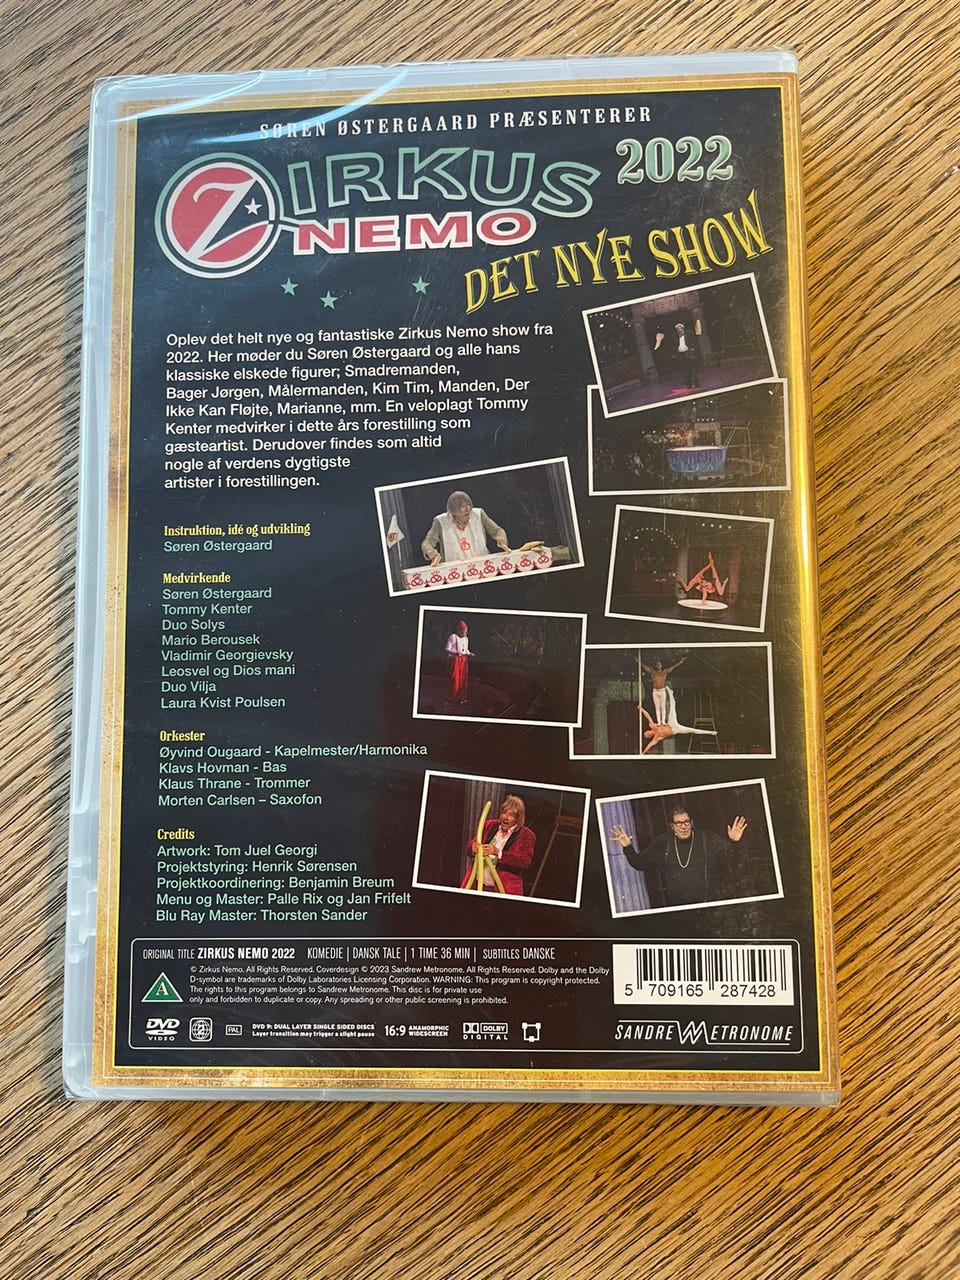 SØREN ØSTERGAARD PRÆSENTERER
ZIRKUS 2022
NEMO
DET NYE SHOW
Oplev det helt nye og fantastiske Zirkus Nemo show fra
2022. Her møder du Søren Østergaard og alle hans
klassiske elskede figurer; Smadremanden,
Bager Jørgen, Målermanden, Kim Tim, Manden, Der
Ikke Kan Fløjte, Marianne, mm. En veloplagt Tommy
Kenter medvirker i dette års forestilling som
gæsteartist. Derudover findes som altid
nogle af verdens dygtigste
artister i forestillingen.
Instruktion, idé og udvikling
Søren Østergaard
Medvirkende
Søren Østergaard
Tommy Kenter
Duo Solys
Mario Berousek
Vladimir Georgievsky
Leosvel og Dios mani
Duo Vilja
Laura Kvist Poulsen
Orkester
Øyvind Ougaard - Kapelmester/Harmonika
Klavs Hovman - Bas
Klaus Thrane - Trommer
Morten Carlsen – Saxofon
Credits
Artwork: Tom Juel Georgi
Projektstyring: Henrik Sørensen
Projektkoordinering: Benjamin Breum
Menu og Master: Palle Rix og Jan Frifelt
Blu Ray Master: Thorsten Sander
ORIGINAL TITLE ZIRKUS NEMO 2022 KOMEDIE | DANSK TALE | 1 TIME 36 MIN | SUBTITLES DANSKE
© Zirkus Nemo. All Rights Reserved. Coverdesign © 2023 Sandrew Metronome. All Rights Reserved. Dolby and the Dolby
D-symbol are trademarks of Dolby Laboratories Licensing Corporation. WARNING: This program is copyright protected.
The rights to this program belongs to Sandrew Metronome. This disc is for private use
only and forbidden to duplicate or copy. Any spreading or other public screening is prohibited.
A
5 709165 287428
DVD VIDEO
2
PAL
DVD 9: DUAL LAYER SINGLE SIDED DISCS
Layer transition may trigger a slight pause
16:9 ANAMORPHIC WIDESCREEN
DOLBY DIGITAL
SANDREW METRONOME